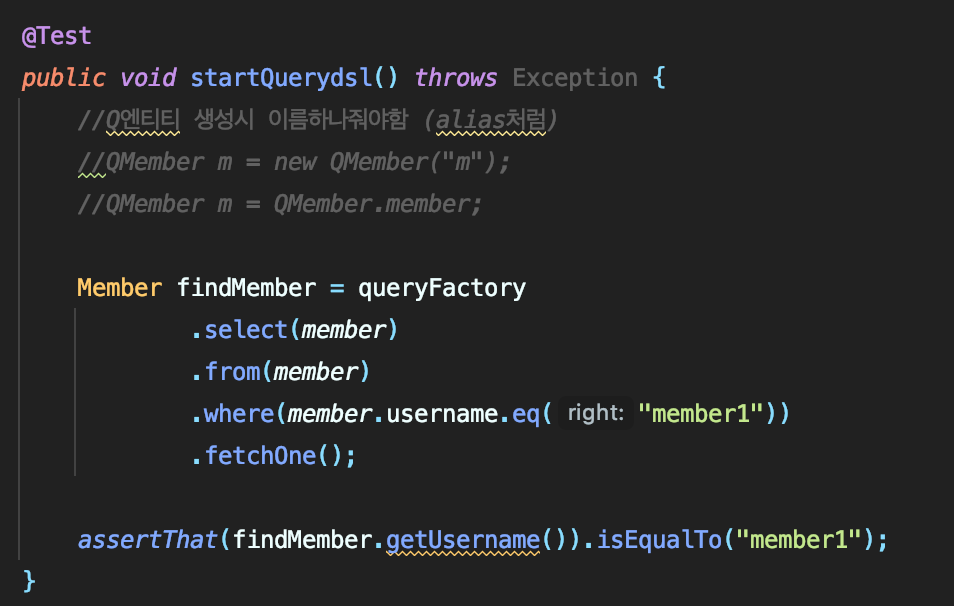 @Test
public void startQuerydsl() throws Exception {
//Q엔티티 생성시 이름하나줘야함 (alias처럼)
//QMember m = new QMember("m");
//QMember m = QMember.member;
Member findMember = queryFactory
.select(member)
.from(member)
.where(member.username.eq( right: "member1"))
.fetchOne();
assertThat(findMember.getUsername()).isEqualTo("member1");
}